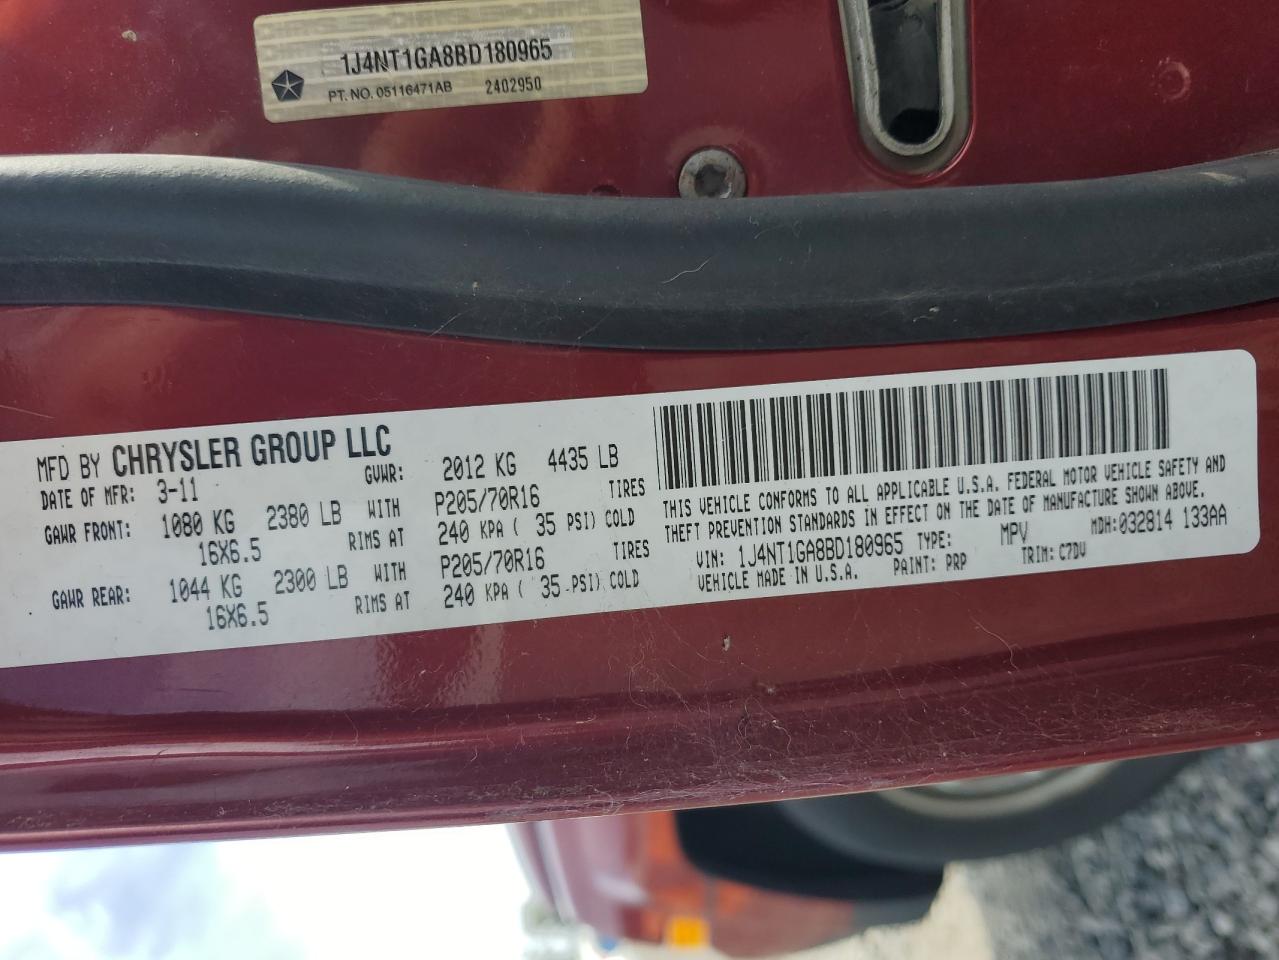 1J4NT1GA8BD180965
PT. NO. 05116471AB 2402950
MFD BY CHRYSLER GROUP LLC
DATE OF MFR: 3-11 GVWR: 2012 KG 4435 LB
GAWR FRONT: 1080 KG 2380 LB WITH P205/70R16 TIRES
16X6.5 RIMS AT 240 KPA ( 35 PSI) COLD
GAWR REAR: 1044 KG 2300 LB WITH P205/70R16 TIRES
16X6.5 RIMS AT 240 KPA ( 35 PSI) COLD
THIS VEHICLE CONFORMS TO ALL APPLICABLE U.S.A. FEDERAL MOTOR VEHICLE SAFETY AND
THEFT PREVENTION STANDARDS IN EFFECT ON THE DATE OF MANUFACTURE SHOWN ABOVE.
VIN: 1J4NT1GA8BD180965 TYPE: MPV MDH: 032814 133AA
VEHICLE MADE IN U.S.A. PAINT: PRP TRIM: C7DV